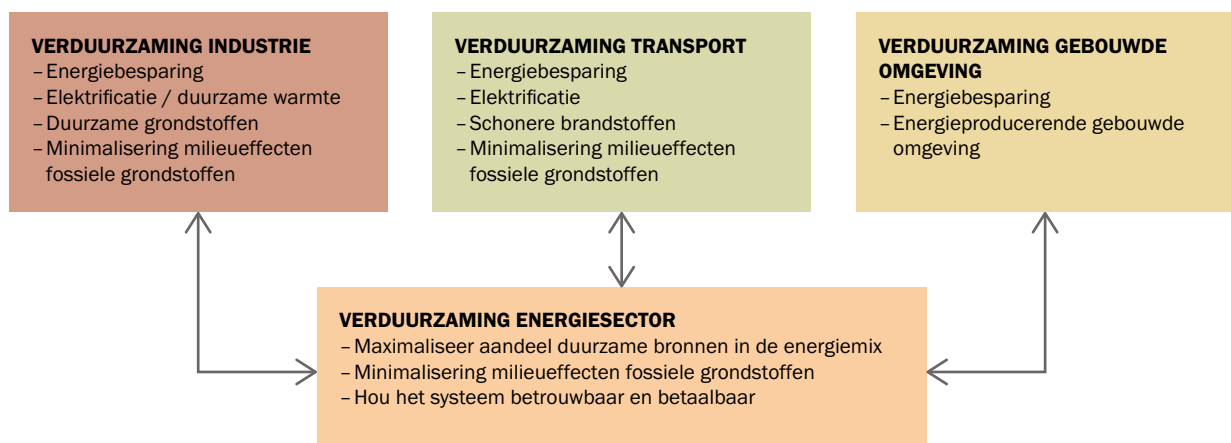 VERDUURZAMING INDUSTRIE
– Energiebesparing
– Elektrificatie / duurzame warmte
– Duurzame grondstoffen
– Minimalisering milieueffecten
fossiele grondstoffen
VERDUURZAMING TRANSPORT
– Energiebesparing
– Elektrificatie
– Schonere brandstoffen
– Minimalisering milieueffecten
fossiele grondstoffen
VERDUURZAMING GEBOUWDE
OMGEVING
– Energiebesparing
– Energieproducerende gebouwde
omgeving
VERDUURZAMING ENERGIESECTOR
– Maximaliseer aandeel duurzame bronnen in de energiemix
– Minimalisering milieueffecten fossiele grondstoffen
– Hou het systeem betrouwbaar en betaalbaar